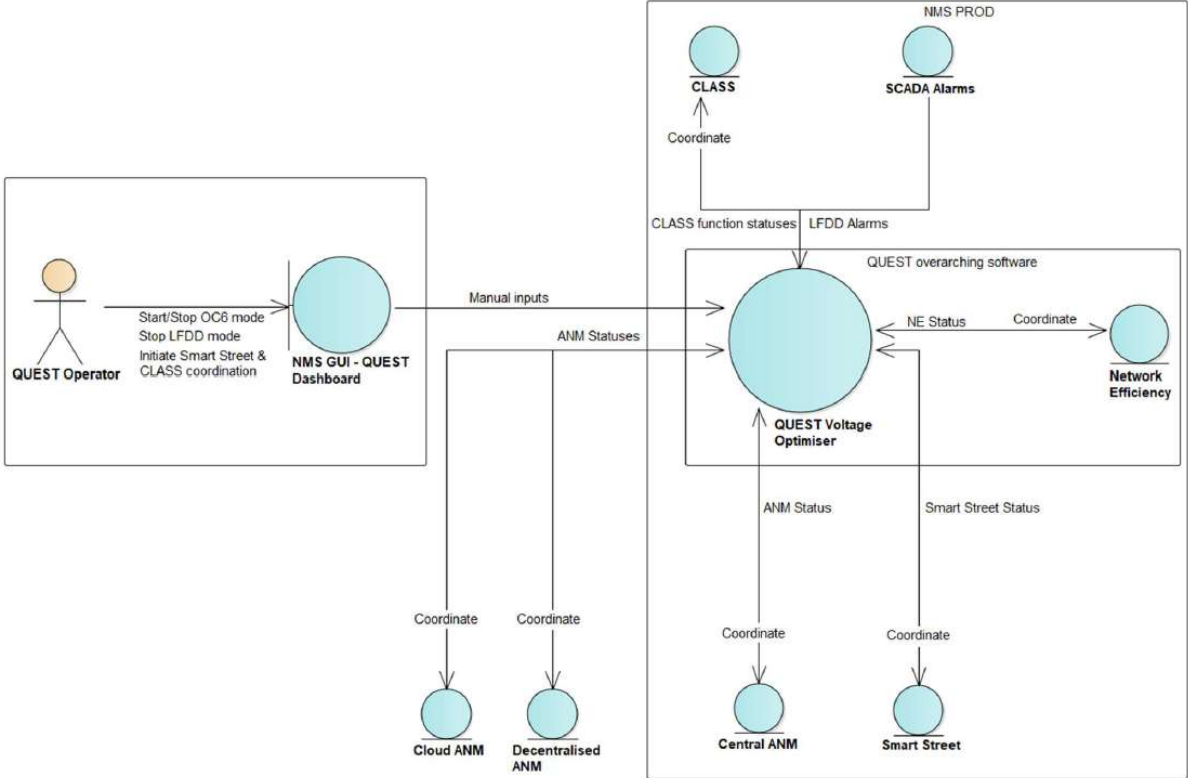 NMS PROD
CLASS
SCADA Alarms
Coordinate
CLASS function statuses
LFDD Alarms
QUEST overarching software
Start/Stop OC6 mode
Stop LFDD mode
Initiate Smart Street &
CLASS coordination
QUEST Operator
NMS GUI - QUEST
Dashboard
Manual inputs
ANM Statuses
NE Status
Coordinate
Network
Efficiency
QUEST Voltage
Optimiser
ANM Status
Smart Street Status
Coordinate
Coordinate
Coordinate
Coordinate
Cloud ANM
Decentralised
ANM
Central ANM
Smart Street